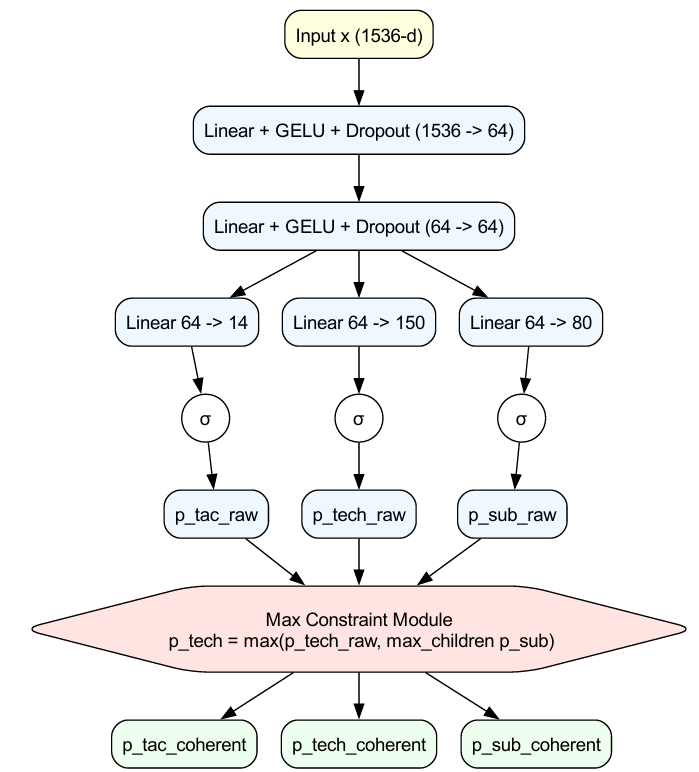 Input x (1536-d)
Linear + GELU + Dropout (1536 -> 64)
Linear + GELU + Dropout (64 -> 64)
Linear 64 -> 14
Linear 64 -> 150
Linear 64 -> 80
σ
σ
σ
p_tac_raw
p_tech_raw
p_sub_raw
Max Constraint Module
p_tech = max(p_tech_raw, max_children p_sub)
p_tac_coherent
p_tech_coherent
p_sub_coherent